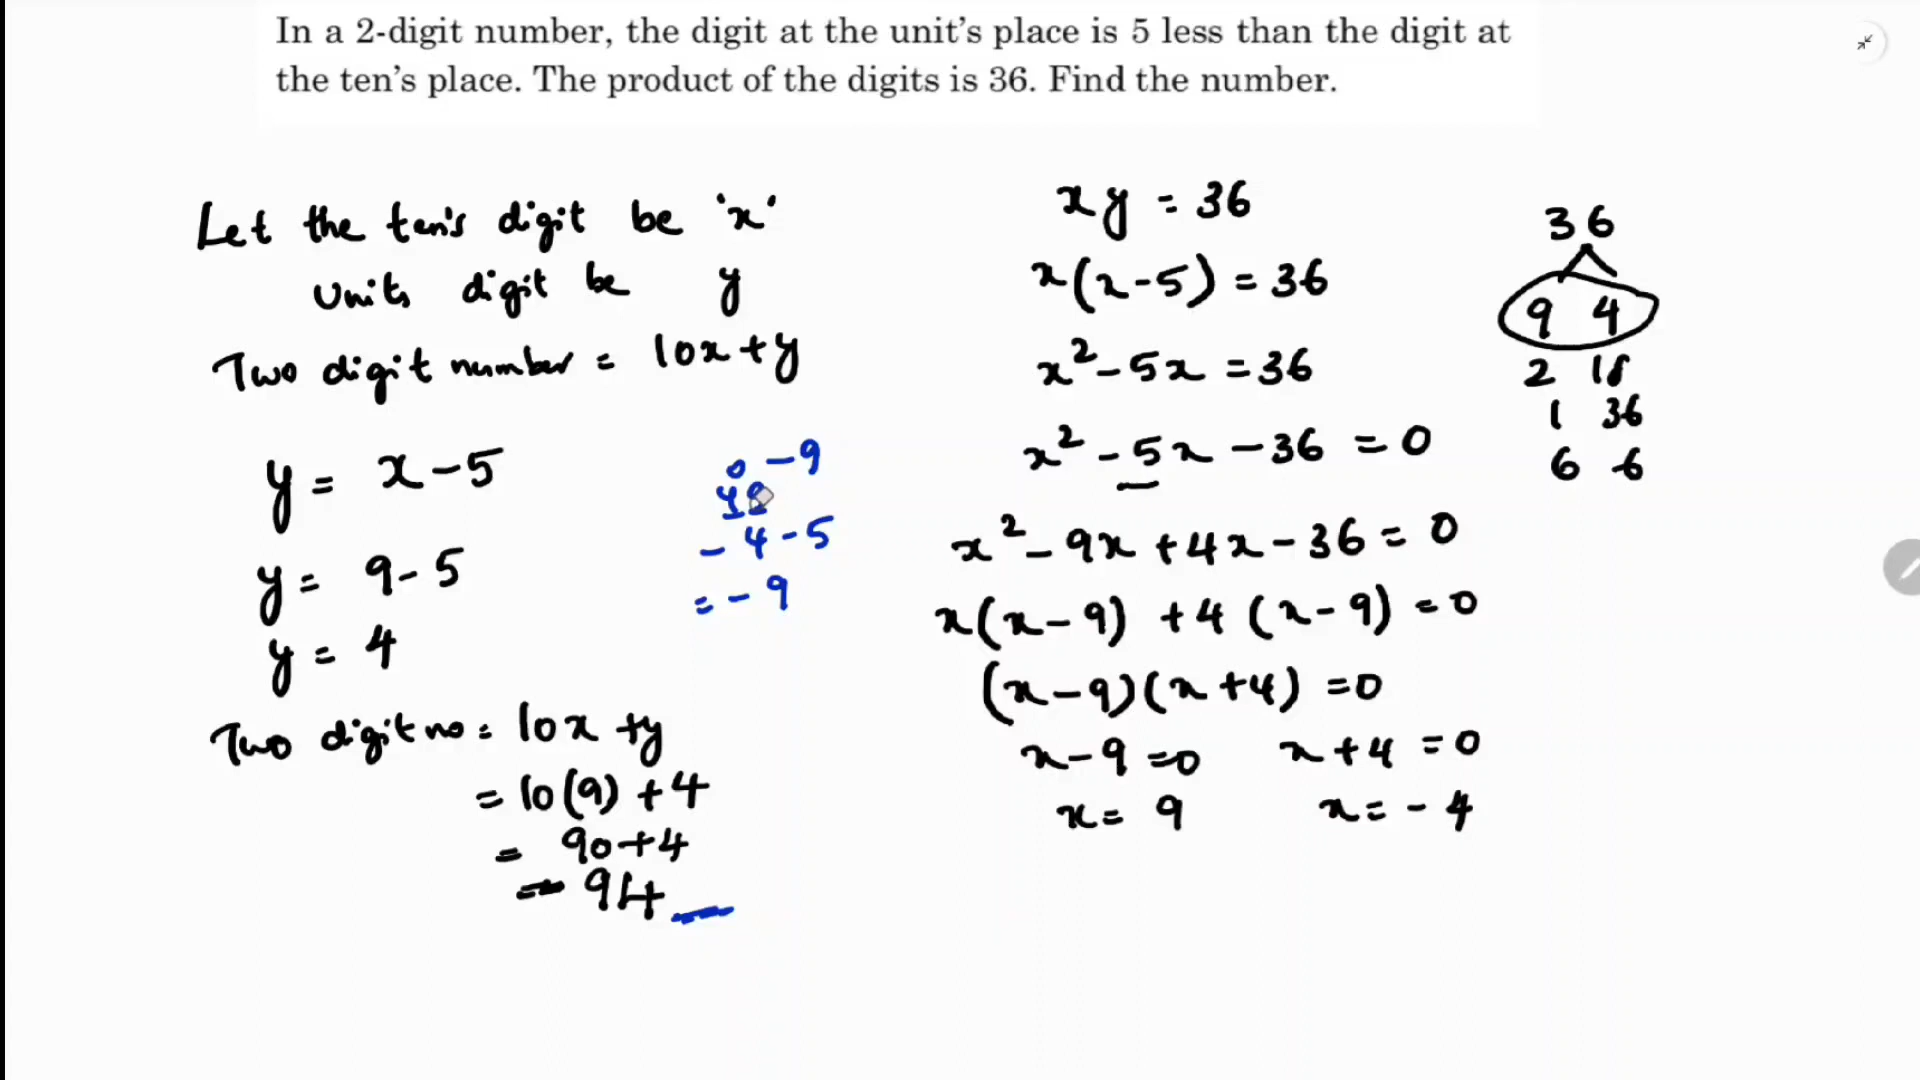 In a 2-digit number, the digit at the unit's place is 5 less than the digit at
the ten's place. The product of the digits is 36. Find the number.
Let the ten's digit be 'x'
Units digit be y
Two digit number = 10x+y
y = x-5
y = 9-5
y = 4
Two digit no = 10x +y
= 10(9) +4
= 90+4
= 94
-9
-4-5
= -9
xy = 36
x(x-5) = 36
x²-5x = 36
x²-5x-36 = 0
x²-9x+4x-36 = 0
x(x-9) +4(x-9) =0
(x-9)(x+4) =0
x-9=0 x+4=0
x= 9 x= -4
36
9 4
2 18
1 36
6 6